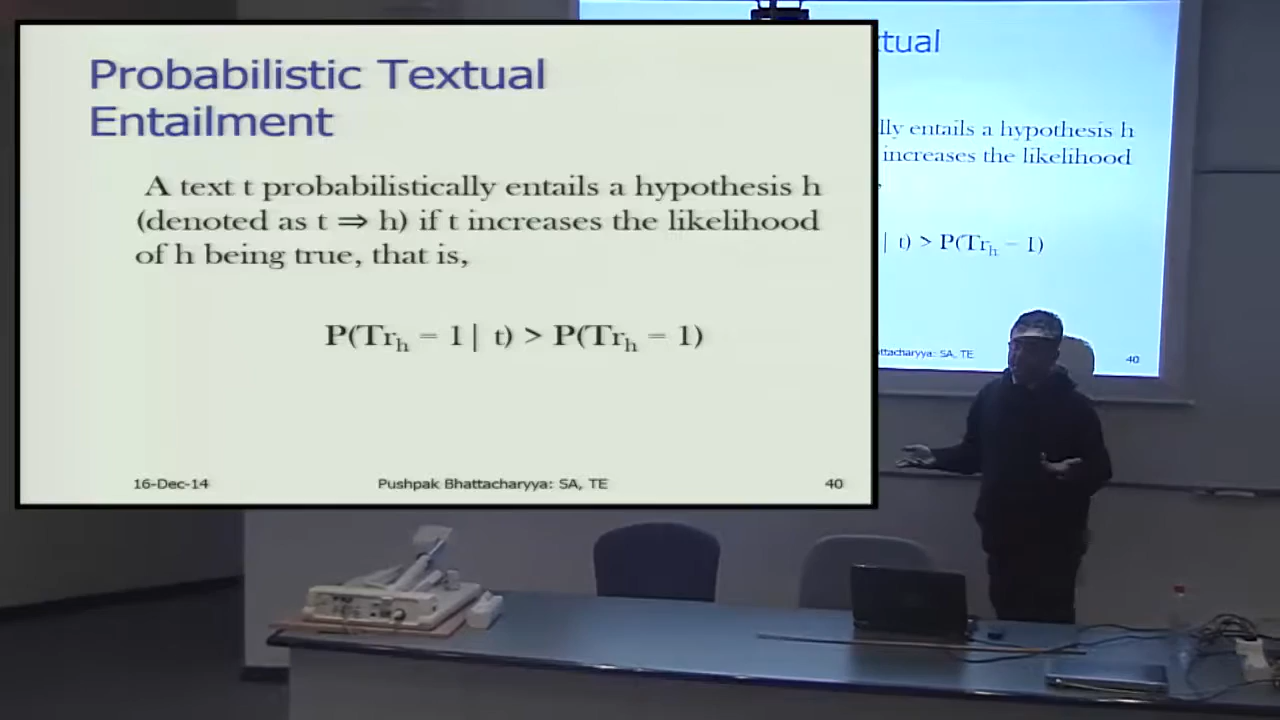 Probabilistic Textual
Entailment
A text t probabilistically entails a hypothesis h
(denoted as t ⇒ h) if t increases the likelihood
of h being true, that is,
P(Tr_h = 1 | t) > P(Tr_h = 1)
16-Dec-14 Pushpak Bhattacharyya: SA, TE 40
tual
lly entails a hypothesis h
increases the likelihood
,
| t) > P(Tr_h = 1)
ttacharyya: SA, TE 40